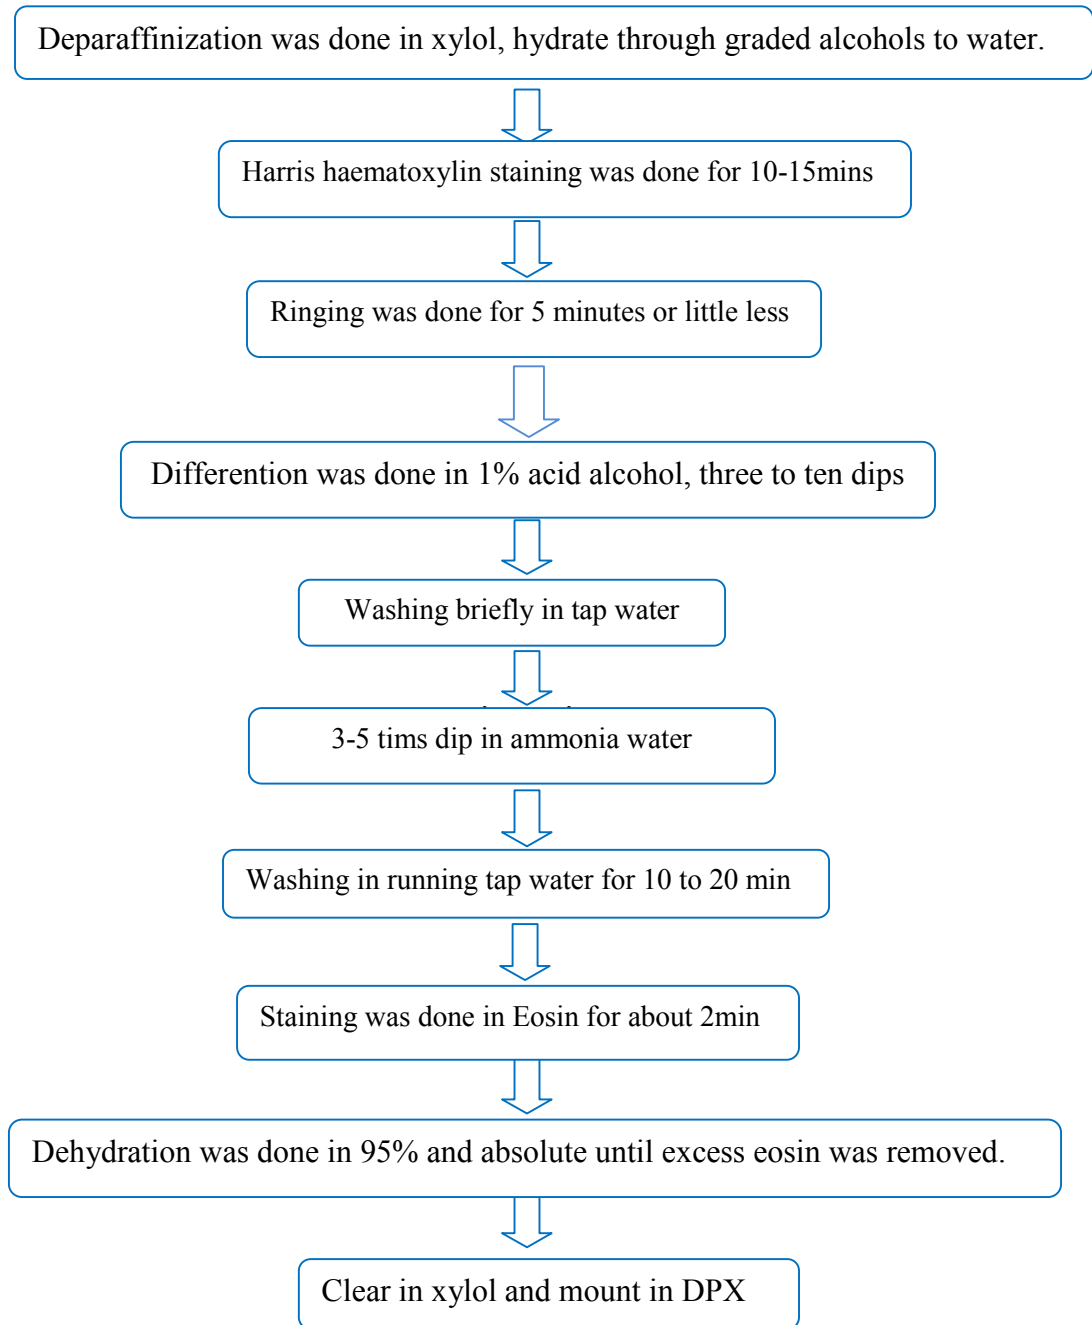 Deparaffinization was done in xylol, hydrate through graded alcohols to water.
Harris haematoxylin staining was done for 10-15mins
Ringing was done for 5 minutes or little less
Differention was done in 1% acid alcohol, three to ten dips
Washing briefly in tap water
3-5 tims dip in ammonia water
Washing in running tap water for 10 to 20 min
Staining was done in Eosin for about 2min
Dehydration was done in 95% and absolute until excess eosin was removed.
Clear in xylol and mount in DPX